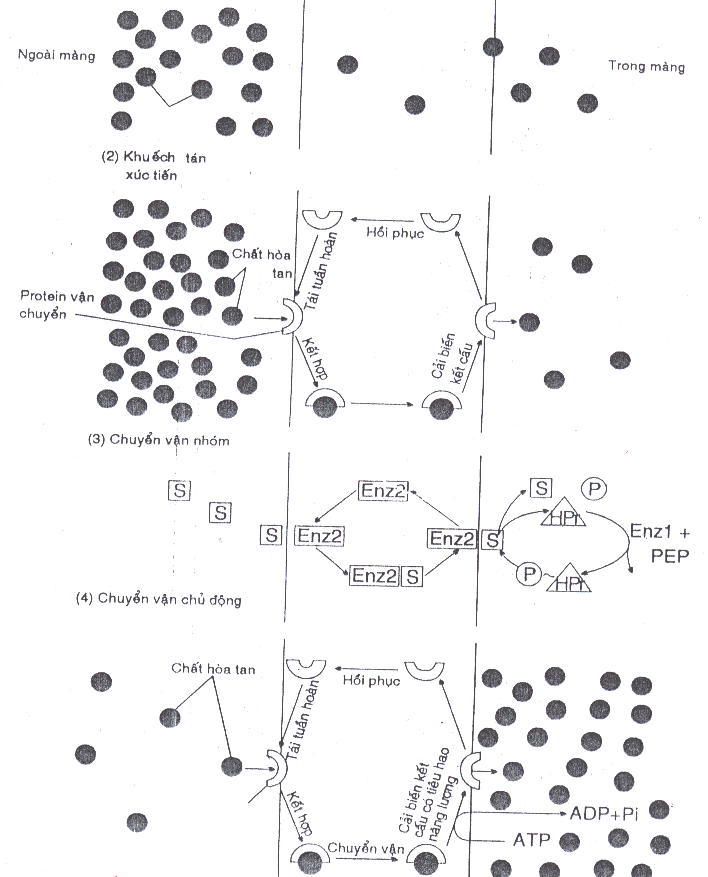 Ngoài màng
Trong màng
(2) Khuếch tán
xúc tiến
Hồi phục
Chất hòa
tan
Tái tuần hoàn
Protein vận
chuyển
Kết hợp
Cải biến
kết cấu
(3) Chuyển vận nhóm
S
S
S
Enz2
Enz2
Enz2 S
Enz2
S
S
P
HPr
Enz1 +
PEP
P
HPr
(4) Chuyển vận chủ động
Chất hòa tan
Hồi phục
Tái tuần hoàn
Kết hợp
Chuyển vận
Cải biến kết
cấu có tiêu hao
năng lượng
ADP+Pi
ATP